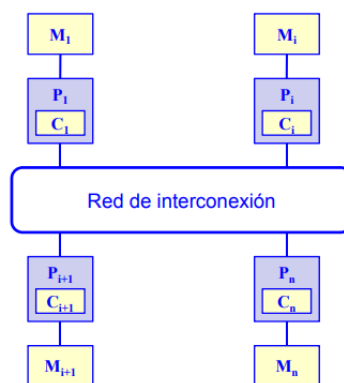 M1 Mi
P1 Pi
C1 Ci
Red de interconexión
Pi+1 Pn
Ci+1 Cn
Mi+1 Mn